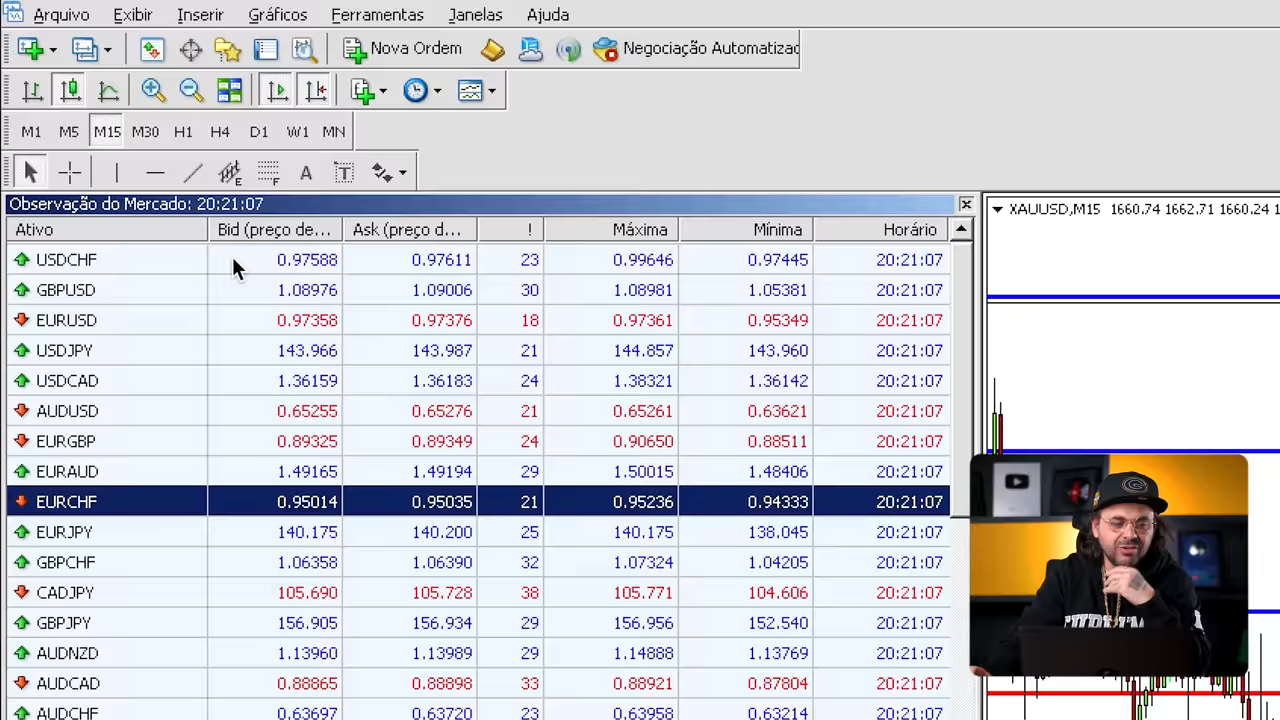 Arquivo Exibir Inserir Gráficos Ferramentas Janelas Ajuda
Nova Ordem Negociação Automatizac
M1 M5 M15 M30 H1 H4 D1 W1 MN
E F A T
Observação do Mercado: 20:21:07
Ativo Bid (preço de... Ask (preço d... ! Máxima Mínima Horário
USDCHF 0.97588 0.97611 23 0.99646 0.97445 20:21:07
GBPUSD 1.08976 1.09006 30 1.08981 1.05381 20:21:07
EURUSD 0.97358 0.97376 18 0.97361 0.95349 20:21:07
USDJPY 143.966 143.987 21 144.857 143.960 20:21:07
USDCAD 1.36159 1.36183 24 1.38321 1.36142 20:21:07
AUDUSD 0.65255 0.65276 21 0.65261 0.63621 20:21:07
EURGBP 0.89325 0.89349 24 0.90650 0.88511 20:21:07
EURAUD 1.49165 1.49194 29 1.50015 1.48406 20:21:07
EURCHF 0.95014 0.95035 21 0.95236 0.94333 20:21:07
EURJPY 140.175 140.200 25 140.175 138.045 20:21:07
GBPCHF 1.06358 1.06390 32 1.07324 1.04205 20:21:07
CADJPY 105.690 105.728 38 105.771 104.606 20:21:07
GBPJPY 156.905 156.934 29 156.956 152.540 20:21:07
AUDNZD 1.13960 1.13989 29 1.14888 1.13769 20:21:07
AUDCAD 0.88865 0.88898 33 0.88921 0.87804 20:21:07
AUDCHF 0.63697 0.63720 23 0.63958 0.63214 20:21:07
XAUUSD,M15 1660.74 1662.71 1660.24 1